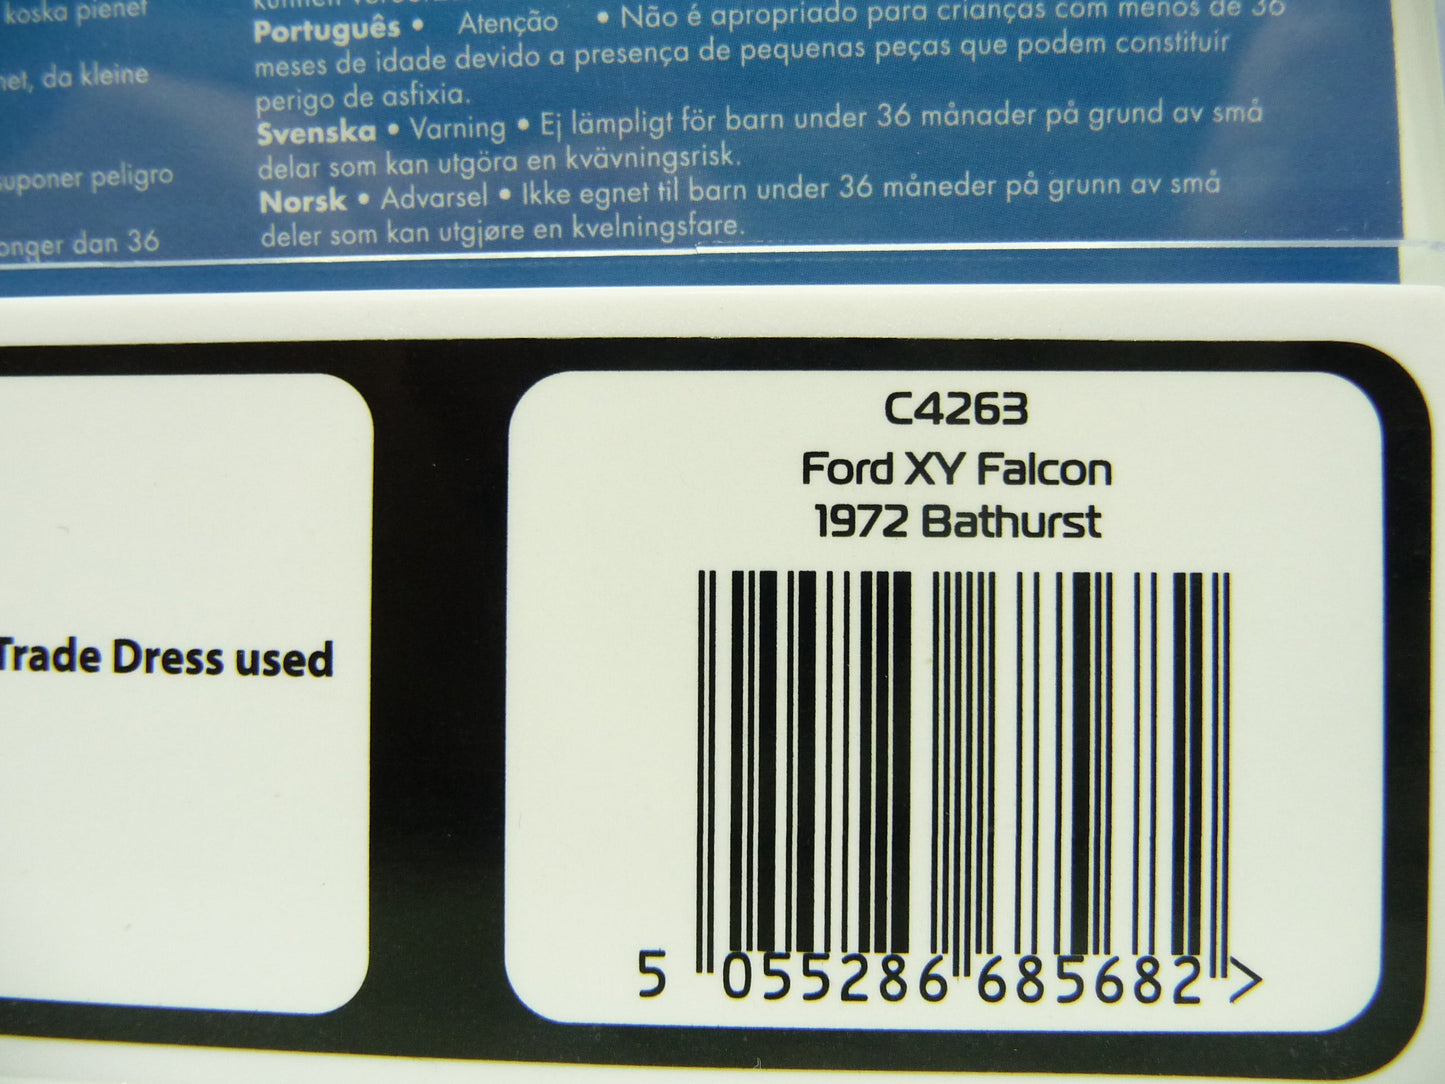 koska pienet
da kleine
suponer peligro
onger dan 36
Português • Atenção • Não é apropriado para crianças com menos de 36
meses de idade devido a presença de pequenas peças que podem constituir
perigo de asfixia.
Svenska • Varning • Ej lämpligt för barn under 36 månader på grund av små
delar som kan utgöra en kvävningsrisk.
Norsk • Advarsel • Ikke egnet til barn under 36 måneder på grunn av små
deler som kan utgjøre en kvelningsfare.
Trade Dress used
C4263
Ford XY Falcon
1972 Bathurst
5 055286 685682 >